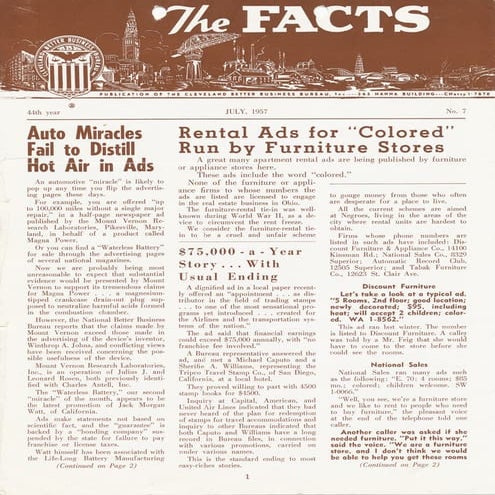 The FACTS
PUBLICATION OF THE CLEVELAND BETTER BUSINESS BUREAU, Inc.
44th year
JULY, 1957
No. 7
Auto Miracles
Fail to Distill
Hot Air in Ads
An automotive "miracle" is likely to
pop up any time you flip the advertis-
ing pages these days.
For example, you are offered "up
to 100,000 miles without a single major
repair," in a half-page newspaper ad
published by the Mount Vernon Re-
search Laboratories, Pikesville, Mary-
land, in behalf of a product called
Magna Power.
Or you can find a "Waterless Battery"
for sale through the advertising pages
of several national magazines.
Now we are probably being most
unreasonable to expect that substantial
evidence would be presented by Mount
Vernon to support its tremendous claims
for Magna Power, a magnesium-
tipped crankcase drain-out plug sup-
posed to neutralize harmful acids formed
in the combustion chamber.
However, the National Better Business
Bureau reports that the claims made by
Mount Vernon exceed those made in
the advertising of the device's inventor,
Winthrop A. Johns, and conflicting views
have been received concerning the pos-
sible usefulness of the device.
Mount Vernon Research Laboratories,
Inc., is an operation of Julius J. and
Leonard Rosen, both previously identi-
fied with Charles Antell, Inc.
The "Waterless Battery," our second
"miracle" of the month, appears to be
the latest promotion of Jack Morgan
Watt, of California.
Ads make statements not based on
scientific fact, and the "guarantee" is
backed by a "bonding company" sus-
pended by the state for failure to pay
franchise or license taxes.
Watt himself has been associated with
the Life-Long Battery Manufacturing
(Continued on Page 2)
Rental Ads for "Colored"
Run by Furniture Stores
A great many apartment rental ads are being published by furniture
or appliance stores here.
These ads include the word "colored."
None of the furniture or appli-
ance firms to whose numbers the
ads are listed are licensed to engage
in the real estate business in Ohio.
The furniture-rental tie-in was well-
known during World War II, as a de-
vice to circumvent the rent freeze.
We consider the furniture-rental tie-
in to be a crud and unfair scheme
$75,000 - a - Year
Story . . . With
Usual Ending
A dignified ad in a local paper recent-
ly offered an "appointment . . . as dis-
tributor in the field of trading stamps
. . . to one of the most sensational pro-
grams ret introduced . . . created for
the Airlines and the transportation sys-
tems of the nation."
The ad said that financial earnings
could exceed $75,000 annually, with "no
franchise fee involved."
A Bureau representative answered the
ad, and met a Michael Caputo and a
Sherifie A. Williams, representing the
Tripco Travel Stamp Co., of San Diego,
California, at a local hotel.
They proved willing to part with 4500
stamp books for $4500.
Inquiry at Capital, American, and
United Air Lines indicated that they had
never heard of the plan for redemption
of stamps for travel accommodations and
inquiry to other Bureaus indicated that
both Caputo and Williams have a long
record in Bureau files, in connection
with various promotions, carried on
under various names.
This is the standard ending to most
easy-riches stories.
to gouge money from those who often
are desperate for a place to live.
All the current schemes are aimed
at Negroes, living in the areas of the
city where rental units are hardest to
obtain.
Firms whose phone numbers are
listed in such ads have included: Dis-
count Furniture & Appliance Co., 14100
Kinsman Rd.; National Sales Co., 8329
Superior; Automatic Record Club,
12505 Superior; and Tabak Furniture
Co., 12623 St. Clair Ave.
Discount Furniture
Let's take a look at a typical ad.
"5 Rooms, 2nd floor; good location;
newly decorated; $95, including
heat; will accept 2 children; color-
ed. WA 1-8562."
This ad ran last winter. The number
is listed to Discount Furniture. A caller
was told by a Mr. Feig that she would
have to come to the store before she
could see the rooms.
National Sales
National Sales ran many ads such
as the following: "E. 70; 4 rooms; $85
mo.; colored; children welcome, SW
"Well, you see, we're a furniture store
and we like to rent to people who need
to buy furniture," the pleasant voice
at the end of the telephone told one
caller.
Another caller was asked if she
needed furniture. "Put it this way,"
said the voice. "We are a furniture
store, and I don't think we would
be able to help you get these rooms
(Continued on Page 2)
1